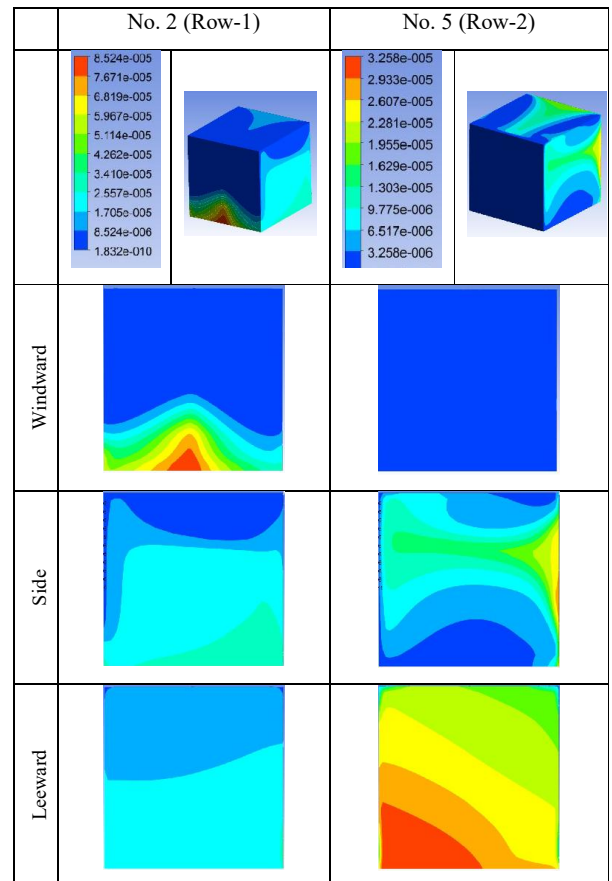 No. 2 (Row-1)
No. 5 (Row-2)
8.524e-005
7.671e-005
6.819e-005
5.967e-005
5.114e-005
4.262e-005
3.410e-005
2.557e-005
1.705e-005
8.524e-006
1.832e-010
3.258e-005
2.933e-005
2.607e-005
2.281e-005
1.955e-005
1.629e-005
1.303e-005
9.775e-006
6.517e-006
3.258e-006
Windward
Side
Leeward